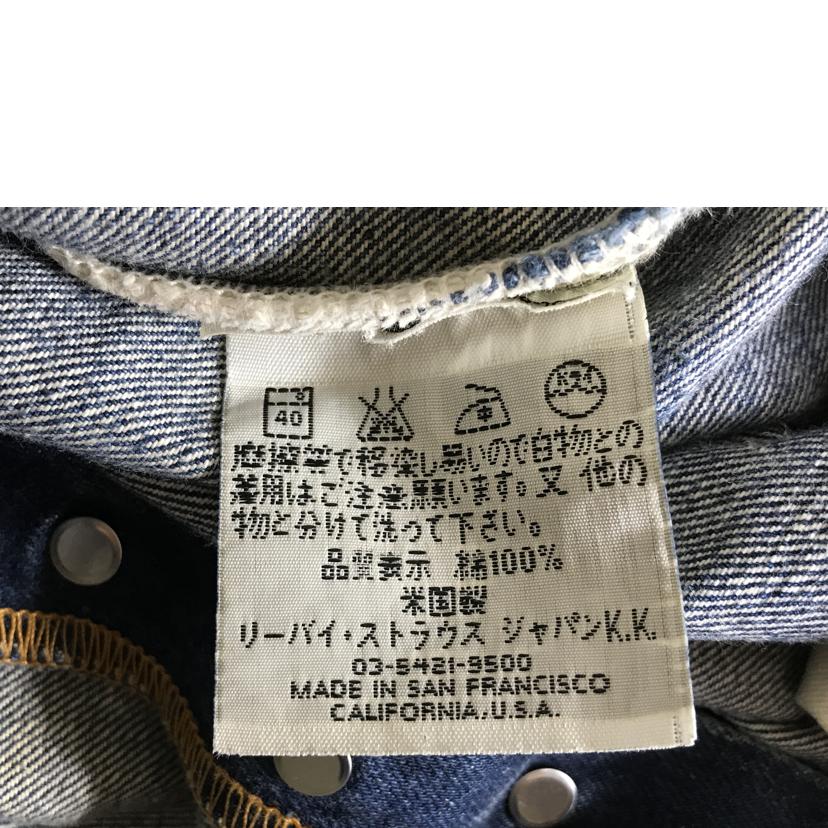 40
摩擦等で移染し易いので白物との
着用はご注意願います。又 他の
物と分けて洗って下さい。
品質表示 綿100%
米国製
リーバイ・ストラウス ジャパンK.K.
03-5421-9500
MADE IN SAN FRANCISCO
CALIFORNIA,U.S.A.